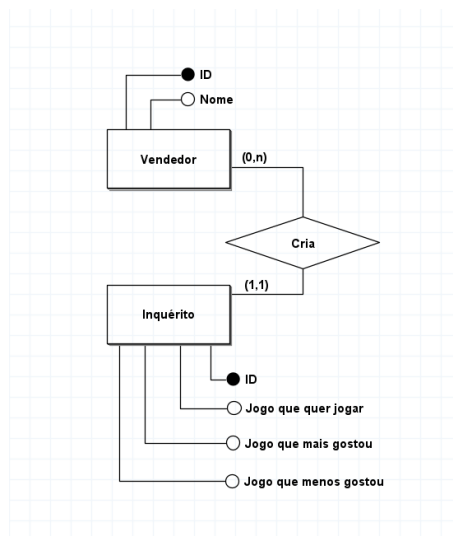 ID
Nome
Vendedor
(0,n)
Cria
(1,1)
Inquérito
ID
Jogo que quer jogar
Jogo que mais gostou
Jogo que menos gostou